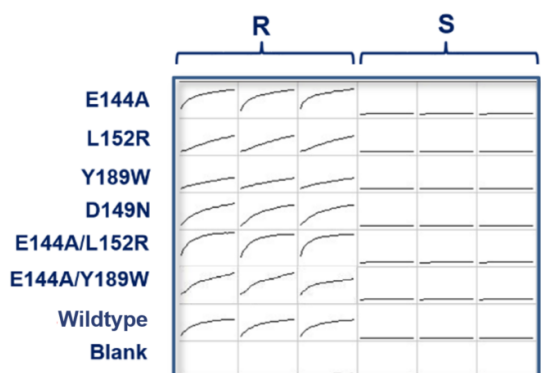 R S
E144A
L152R
Y189W
D149N
E144A/L152R
E144A/Y189W
Wildtype
Blank